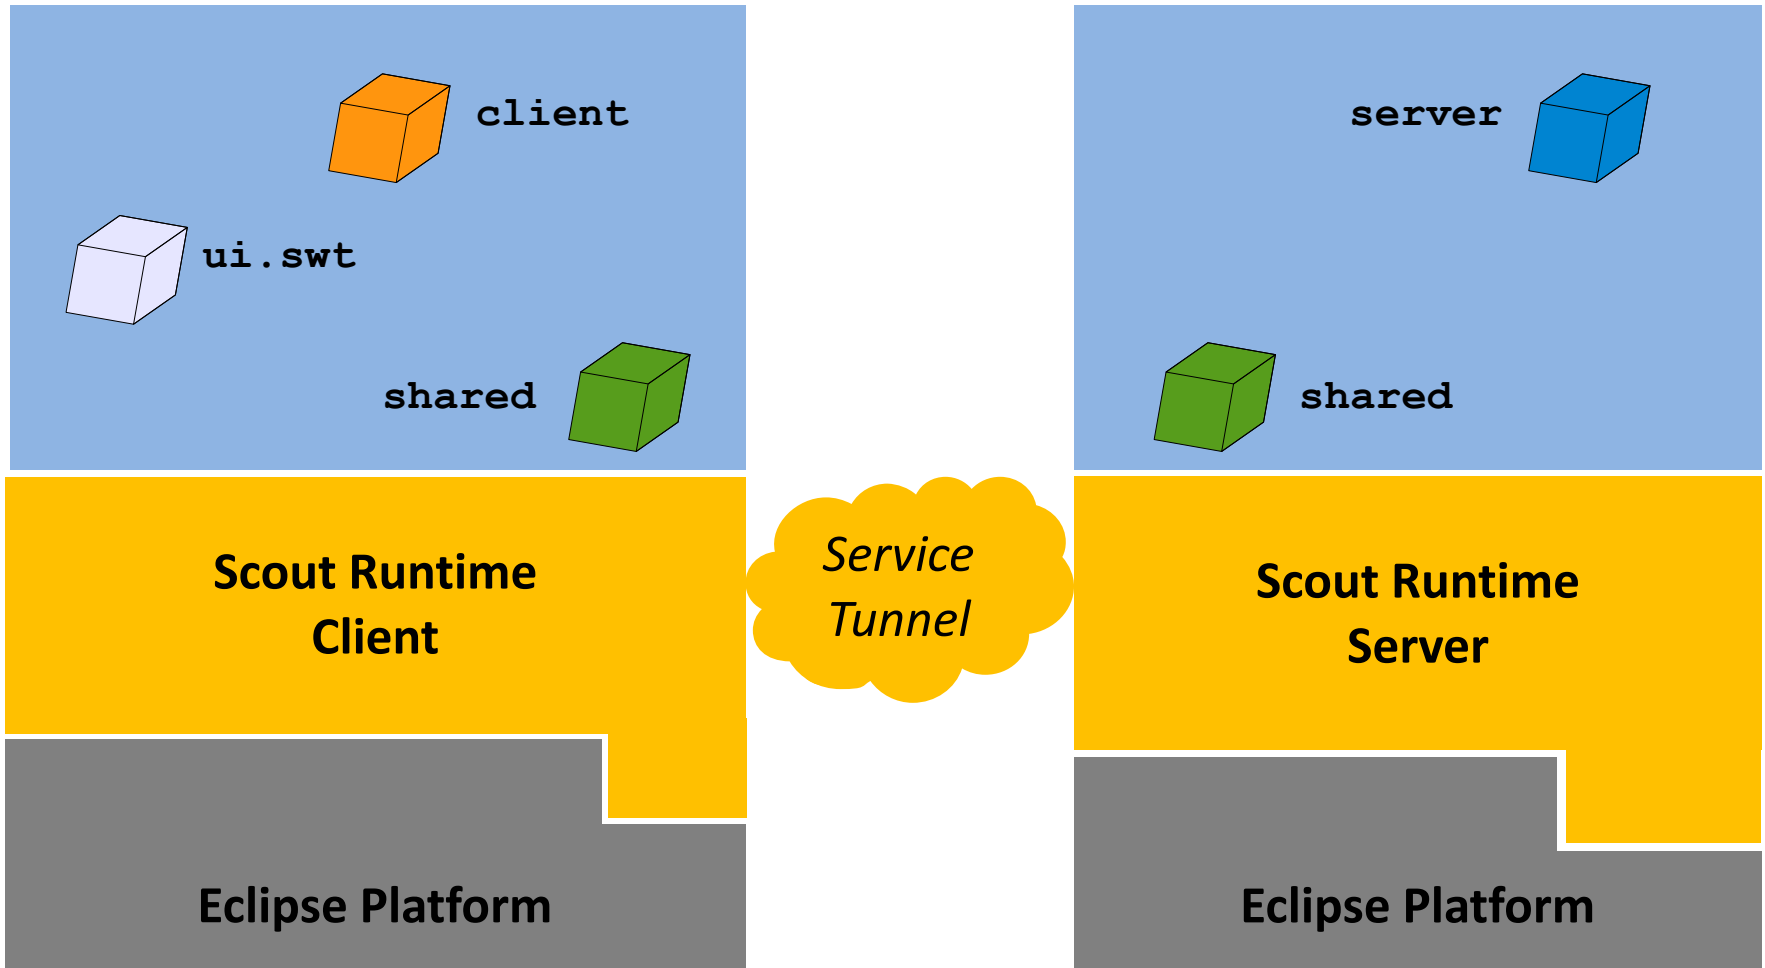 client
ui.swt
shared
Scout Runtime
Client
Eclipse Platform
Service
Tunnel
server
shared
Scout Runtime
Server
Eclipse Platform